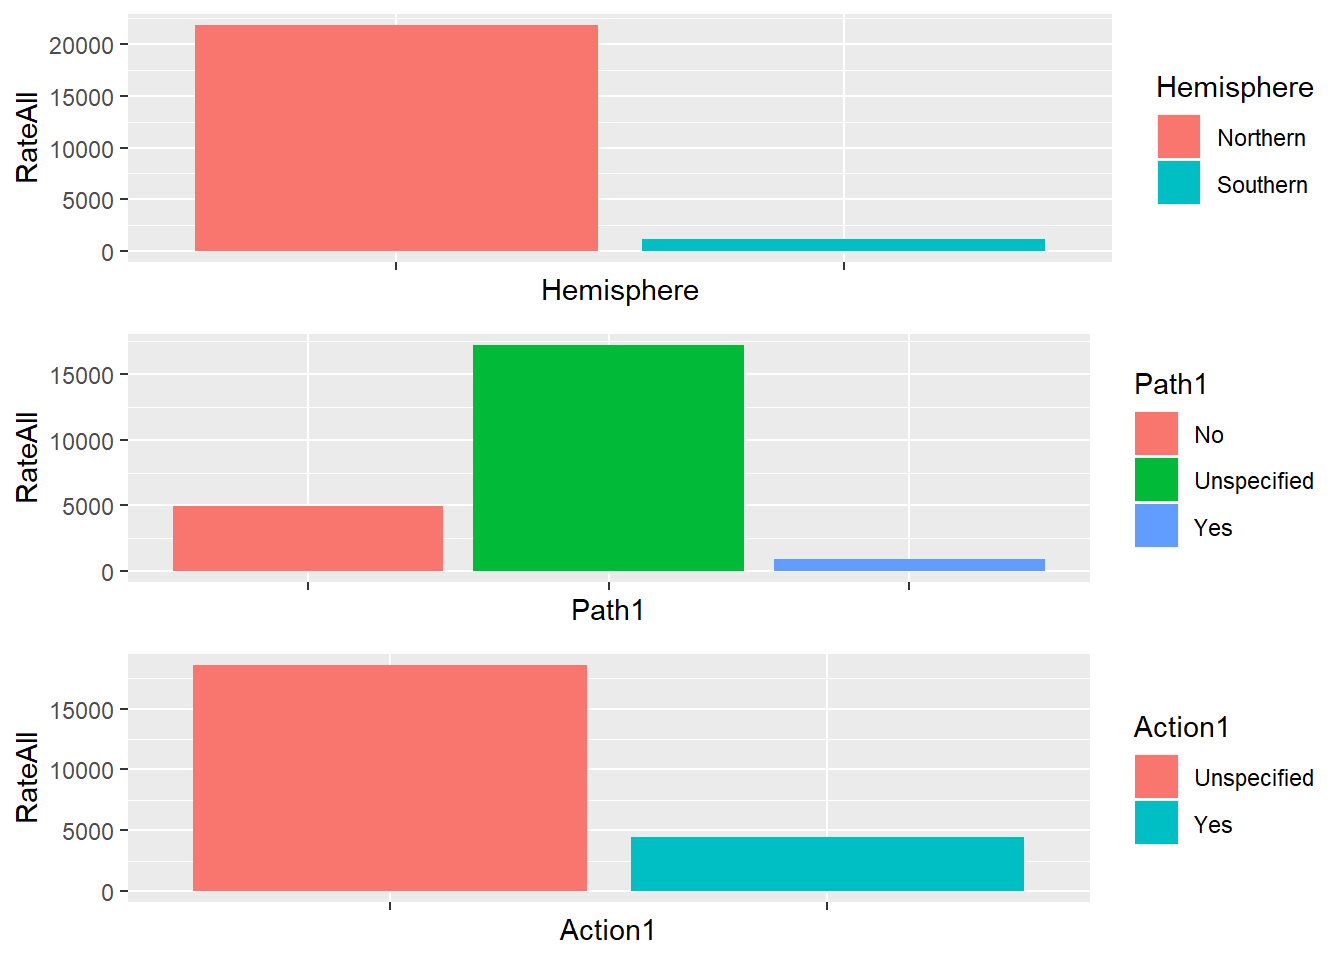 RateAll
20000
15000
10000
5000
0
Hemisphere
Hemisphere
Northern
Southern
RateAll
15000
10000
5000
0
Path1
Path1
No
Unspecified
Yes
RateAll
15000
10000
5000
0
Action1
Action1
Unspecified
Yes